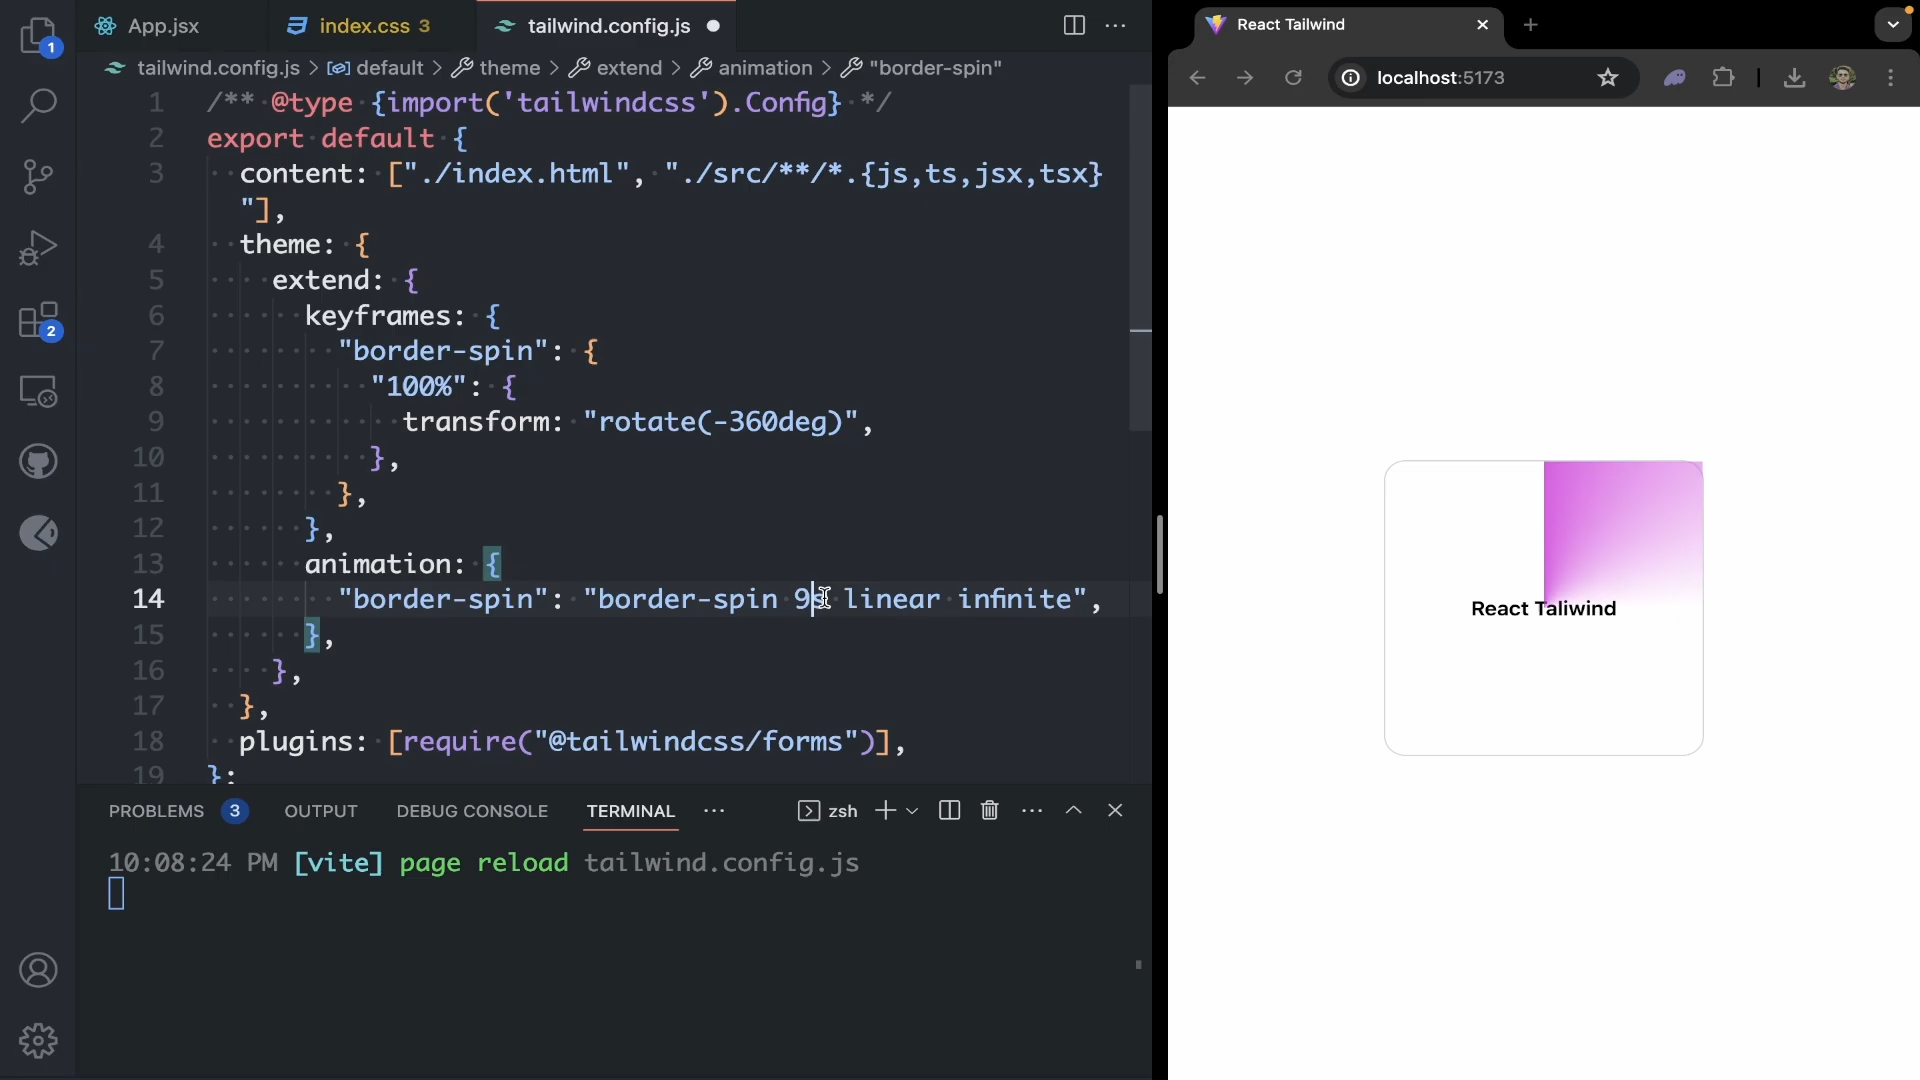 App.jsx
index.css 3
tailwind.config.js
tailwind.config.js > default > theme > extend > animation > "border-spin"
1 /** @type {import('tailwindcss').Config} */
2 export default {
3 content: ["./index.html", "./src/**/*.{js,ts,jsx,tsx}
"],
4 theme: {
5 extend: {
6 keyframes: {
7 "border-spin": {
8 "100%": {
9 transform: "rotate(-360deg)",
10 },
11 },
12 },
13 animation: {
14 "border-spin": "border-spin 9s linear infinite",
15 },
16 },
17 },
18 plugins: [require("@tailwindcss/forms")],
19 };
1
2
PROBLEMS 3 OUTPUT DEBUG CONSOLE TERMINAL ··· zsh
10:08:24 PM [vite] page reload tailwind.config.js
React Tailwind
localhost:5173
React Taliwind